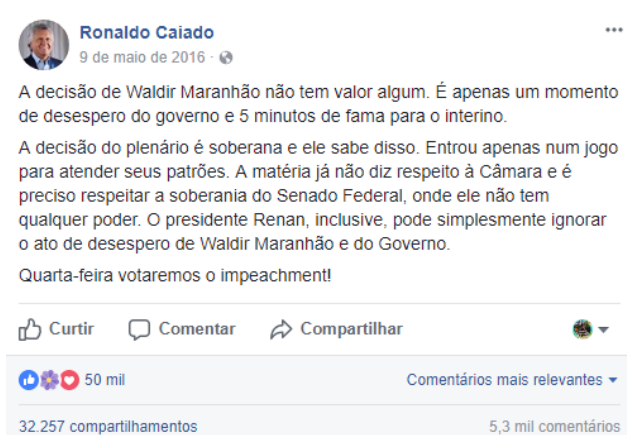 Ronaldo Caiado
9 de maio de 2016 ·
A decisão de Waldir Maranhão não tem valor algum. É apenas um momento
de desespero do governo e 5 minutos de fama para o interino.
A decisão do plenário é soberana e ele sabe disso. Entrou apenas num jogo
para atender seus patrões. A matéria já não diz respeito à Câmara e é
preciso respeitar a soberania do Senado Federal, onde ele não tem
qualquer poder. O presidente Renan, inclusive, pode simplesmente ignorar
o ato de desespero de Waldir Maranhão e do Governo.
Quarta-feira votaremos o impeachment!
Curtir Comentar Compartilhar
50 mil Comentários mais relevantes
32.257 compartilhamentos 5,3 mil comentários